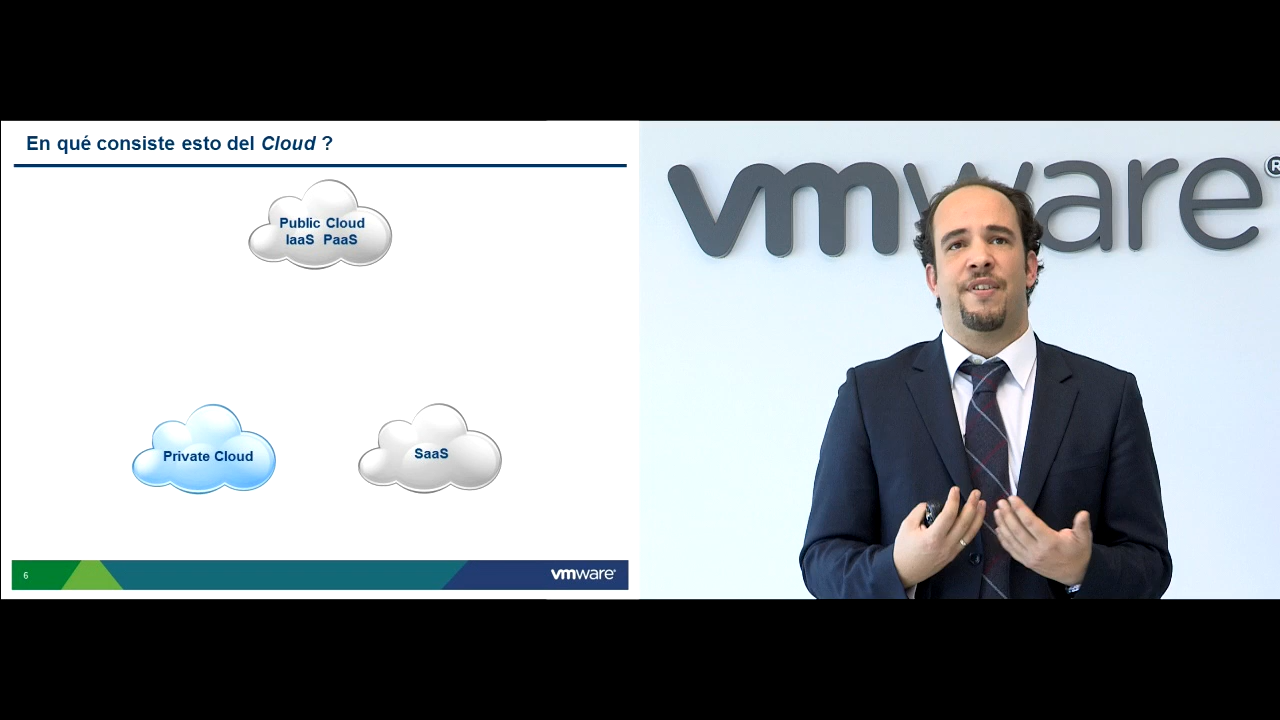 En qué consiste esto del Cloud ?
Public Cloud
IaaS PaaS
Private Cloud
SaaS
6
vmware®
vmware®